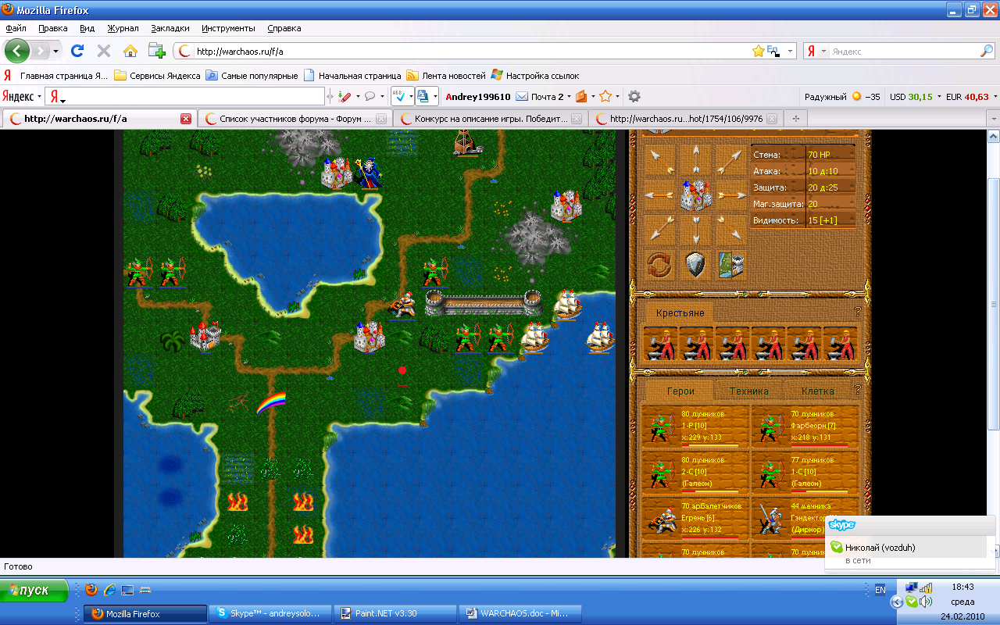 Mozilla Firefox
Файл Правка Вид Журнал Закладки Инструменты Справка
http://warchaos.ru/f/a
En
Я Яндекс
Я Главная страница Я... Сервисы Яндекса Самые популярные Начальная страница Лента новостей Настройка ссылок
Яндекс Я Andrey199610 Почта 2 Радужный -35 USD 30,15 EUR 40,63
http://warchaos.ru/f/a Список участников форума - Форум ... Конкурс на описание игры. Победит... http://warchaos.ru...hot/1754/106/9976
Стена: 70 HP
Атака: 10 д:10
Защита: 20 д:25
Маг.защита: 20
Видимость: 15 [+1]
Крестьяне ?
Герои Техника Клетка ?
80 лучников
1-Р [10]
x:229 y:133
70 лучников
Фарбеорн [7]
x:218 y:131
80 лучников
2-С [10]
(Галеон)
77 лучников
1-С [10]
(Галеон)
70 арбалетчиков
Егрень [6]
x:226 y:132
44 мечника
(Дирнор)
70 лучников
70 лучников
skype
Николай (vozduh)
в сети
Готово
пуск
EN
18:43
среда
24.02.2010
Mozilla Firefox
Skype™ - andreysolo...
Paint.NET v3.30
WARCHAOS.doc - Mi...